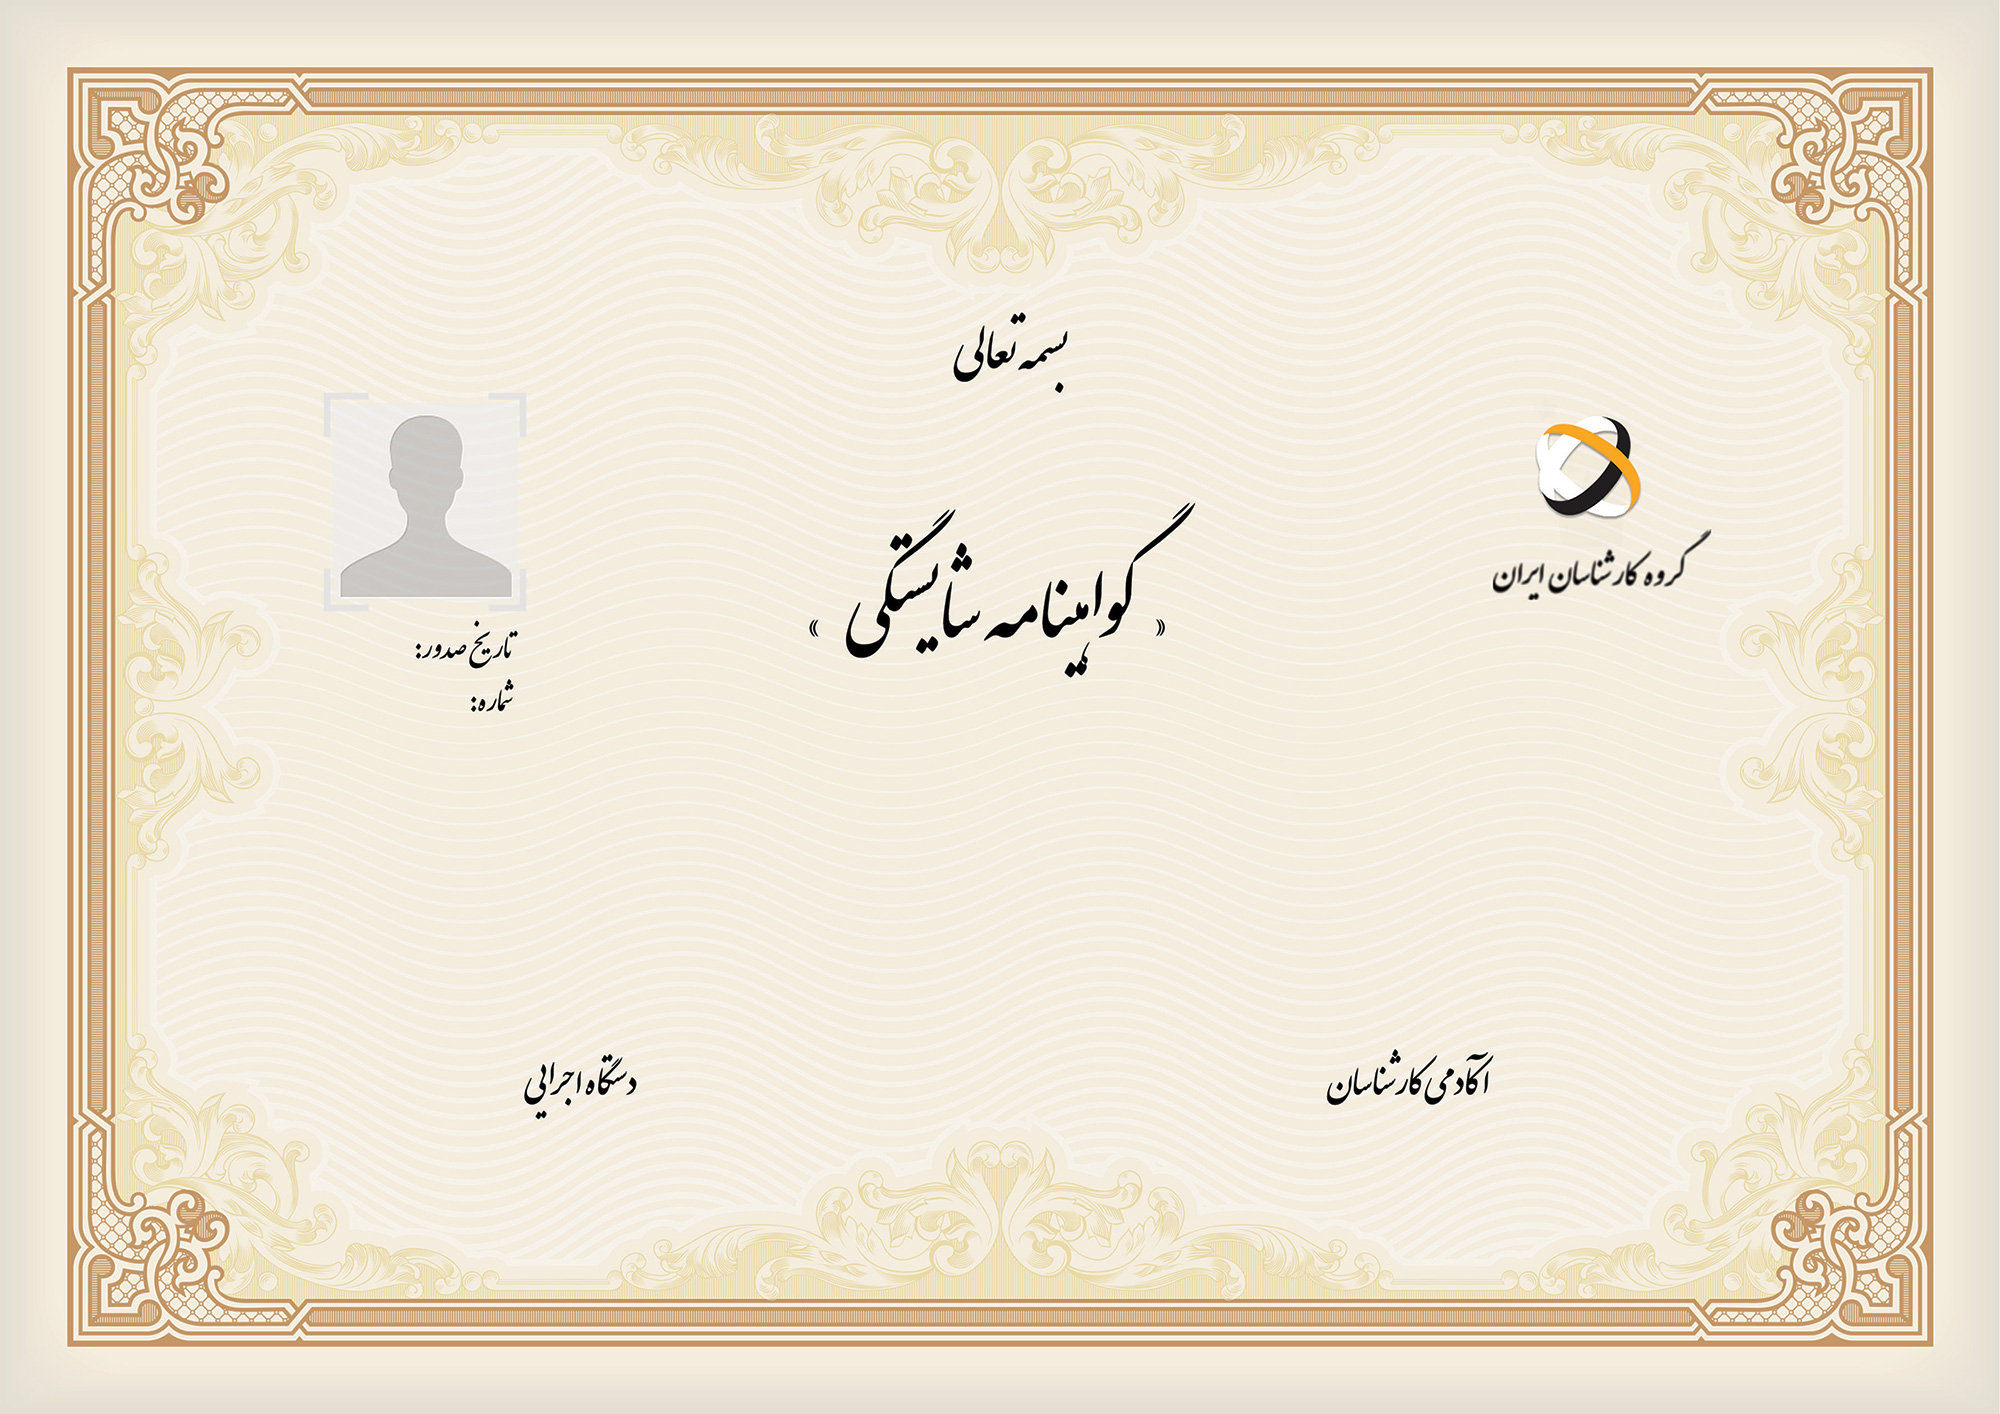 بسمه تعالی
گروه کارشناسان ایران
« گواهینامه شایستگی »
تاریخ صدور:
شماره:
آکادمی کارشناسان
دستگاه اجرایی